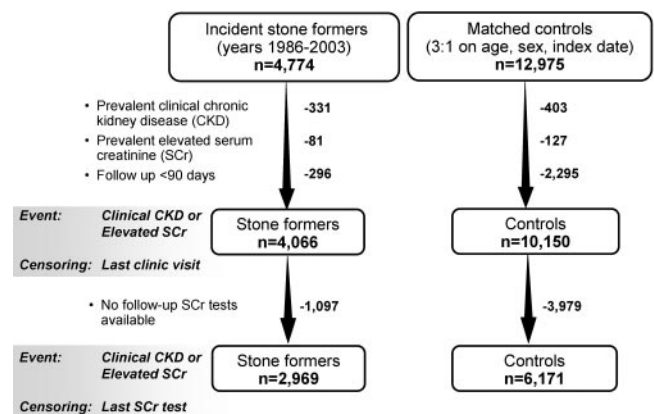 Incident stone formers
(years 1986-2003)
n=4,774
Matched controls
(3:1 on age, sex, index date)
n=12,975
• Prevalent clinical chronic
kidney disease (CKD)
-331
-403
• Prevalent elevated serum
creatinine (SCr)
-81
-127
• Follow up <90 days
-296
-2,295
Event: Clinical CKD or
Elevated SCr
Censoring: Last clinic visit
Stone formers
n=4,066
Controls
n=10,150
• No follow-up SCr tests
available
-1,097
-3,979
Event: Clinical CKD or
Elevated SCr
Censoring: Last SCr test
Stone formers
n=2,969
Controls
n=6,171